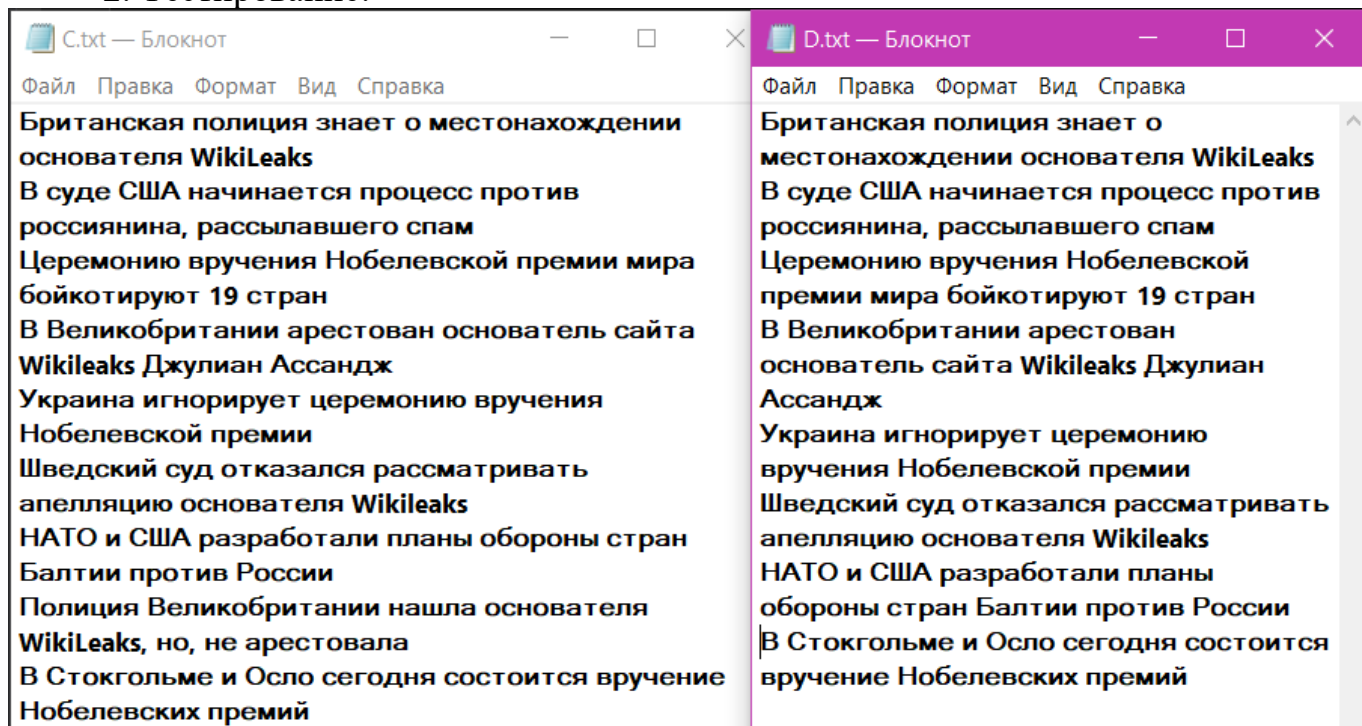 C.txt — Блокнот
Файл Правка Формат Вид Справка
Британская полиция знает о местонахождении
основателя WikiLeaks
В суде США начинается процесс против
россиянина, рассылавшего спам
Церемонию вручения Нобелевской премии мира
бойкотируют 19 стран
В Великобритании арестован основатель сайта
Wikileaks Джулиан Ассандж
Украина игнорирует церемонию вручения
Нобелевской премии
Шведский суд отказался рассматривать
апелляцию основателя Wikileaks
НАТО и США разработали планы обороны стран
Балтии против России
Полиция Великобритании нашла основателя
WikiLeaks, но, не арестовала
В Стокгольме и Осло сегодня состоится вручение
Нобелевских премий
D.txt — Блокнот
Файл Правка Формат Вид Справка
Британская полиция знает о
местонахождении основателя WikiLeaks
В суде США начинается процесс против
россиянина, рассылавшего спам
Церемонию вручения Нобелевской
премии мира бойкотируют 19 стран
В Великобритании арестован
основатель сайта Wikileaks Джулиан
Ассандж
Украина игнорирует церемонию
вручения Нобелевской премии
Шведский суд отказался рассматривать
апелляцию основателя Wikileaks
НАТО и США разработали планы
обороны стран Балтии против России
В Стокгольме и Осло сегодня состоится
вручение Нобелевских премий